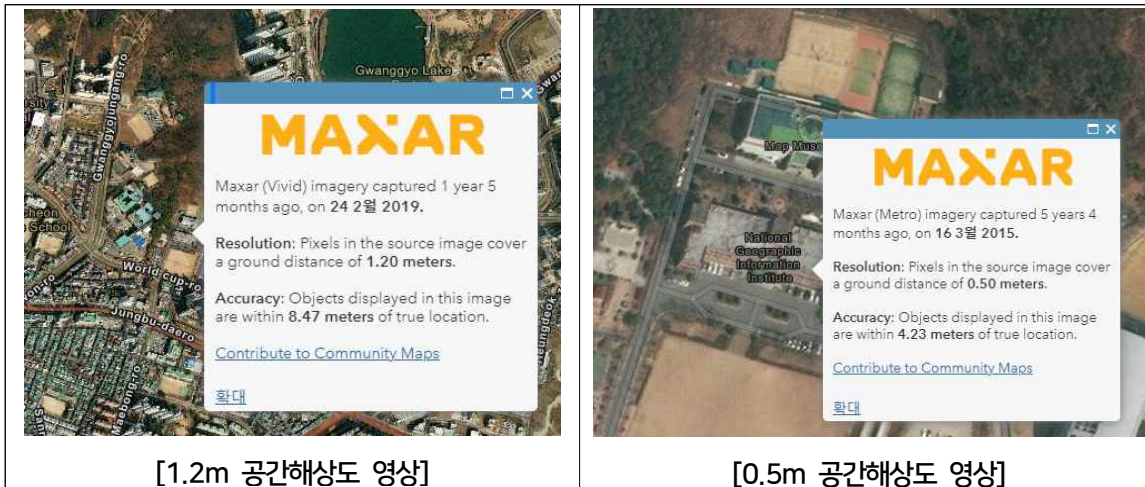 Gwanggyo Lake
Gwanggyojungang-ro
MAXAR
Maxar (Vivid) imagery captured 1 year 5
months ago, on 24 2월 2019.
Resolution: Pixels in the source image cover
a ground distance of 1.20 meters.
Accuracy: Objects displayed in this image
are within 8.47 meters of true location.
Contribute to Community Maps
확대
School
World cup-ro
Jungbu-daero
Maebong-ro
[1.2m 공간해상도 영상]
Map Muse
MAXAR
Maxar (Metro) imagery captured 5 years 4
months ago, on 16 3월 2015.
Resolution: Pixels in the source image cover
a ground distance of 0.50 meters.
Accuracy: Objects displayed in this image
are within 4.23 meters of true location.
Contribute to Community Maps
확대
National
Geographic
Information
Institute
[0.5m 공간해상도 영상]